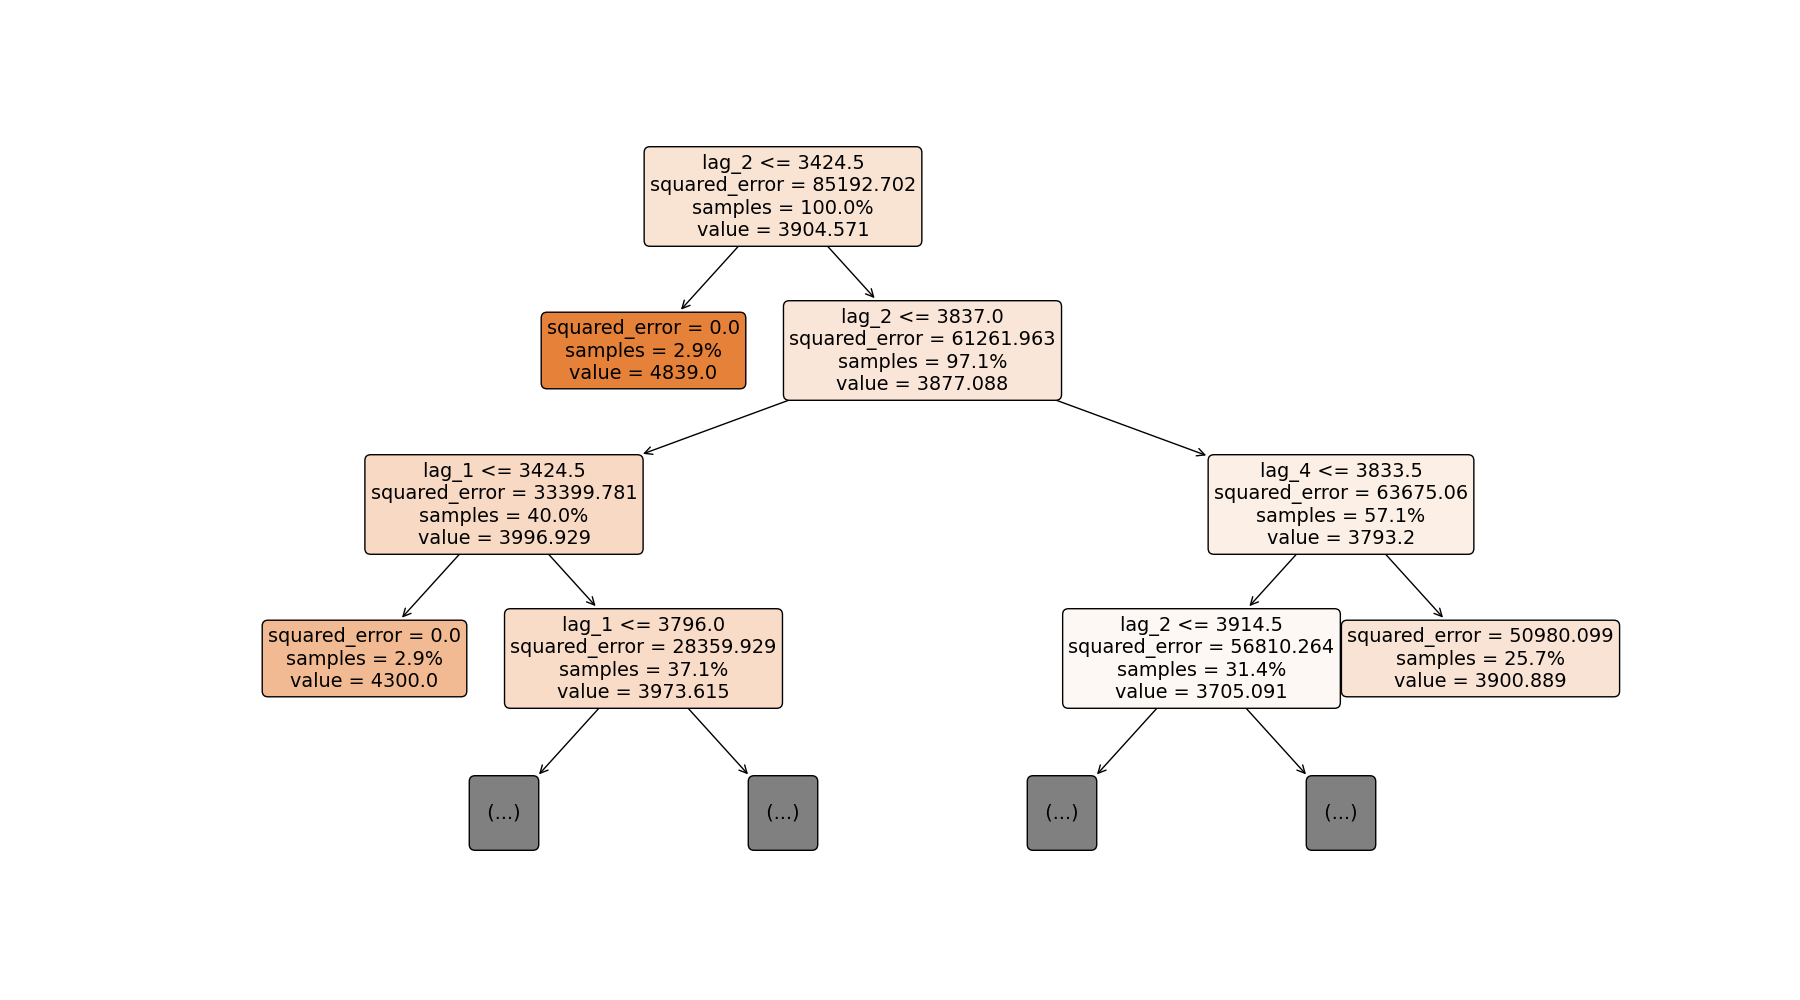 lag_2 <= 3424.5
squared_error = 85192.702
samples = 100.0%
value = 3904.571
squared_error = 0.0
samples = 2.9%
value = 4839.0
lag_2 <= 3837.0
squared_error = 61261.963
samples = 97.1%
value = 3877.088
lag_1 <= 3424.5
squared_error = 33399.781
samples = 40.0%
value = 3996.929
lag_4 <= 3833.5
squared_error = 63675.06
samples = 57.1%
value = 3793.2
squared_error = 0.0
samples = 2.9%
value = 4300.0
lag_1 <= 3796.0
squared_error = 28359.929
samples = 37.1%
value = 3973.615
lag_2 <= 3914.5
squared_error = 56810.264
samples = 31.4%
value = 3705.091
squared_error = 50980.099
samples = 25.7%
value = 3900.889
(...)
(...)
(...)
(...)